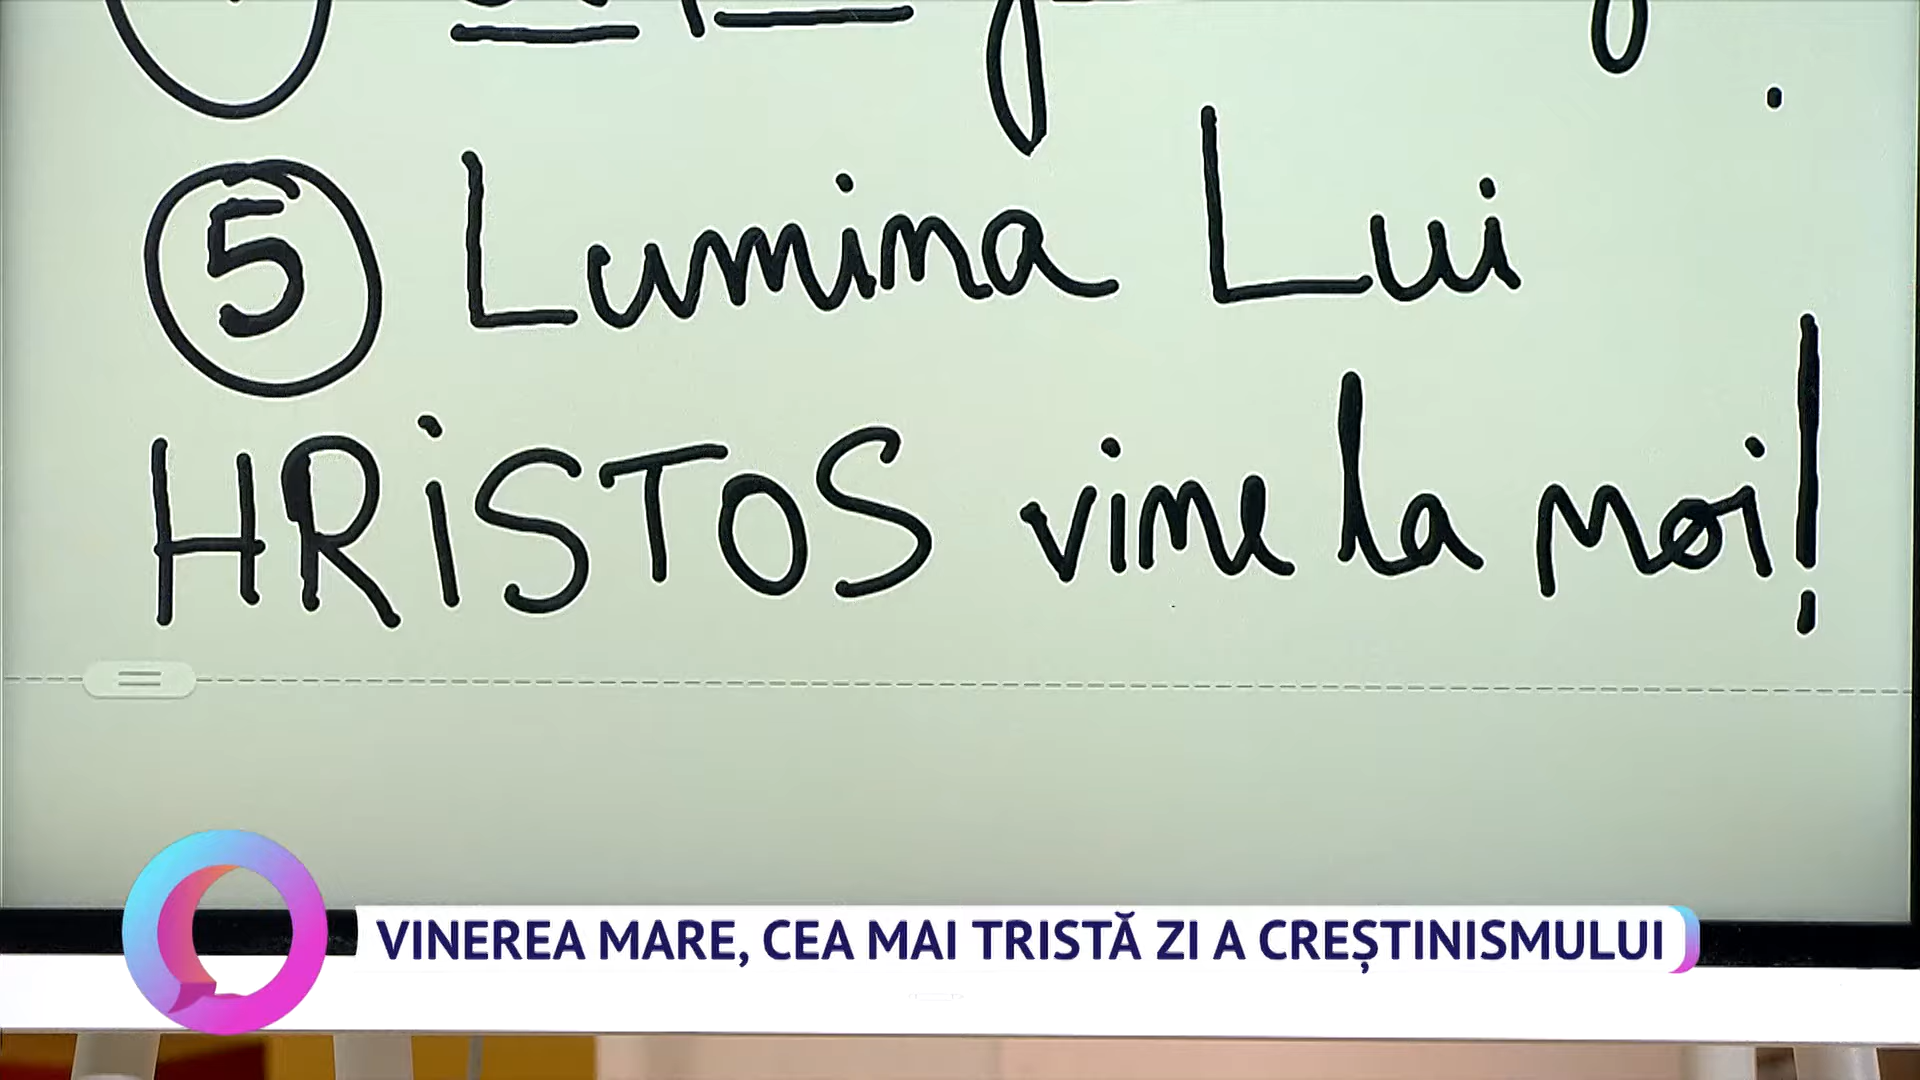 5 Lumina Lui
HRiSTOS vine la noi!
VINEREA MARE, CEA MAI TRISTĂ ZI A CREȘTINISMULUI